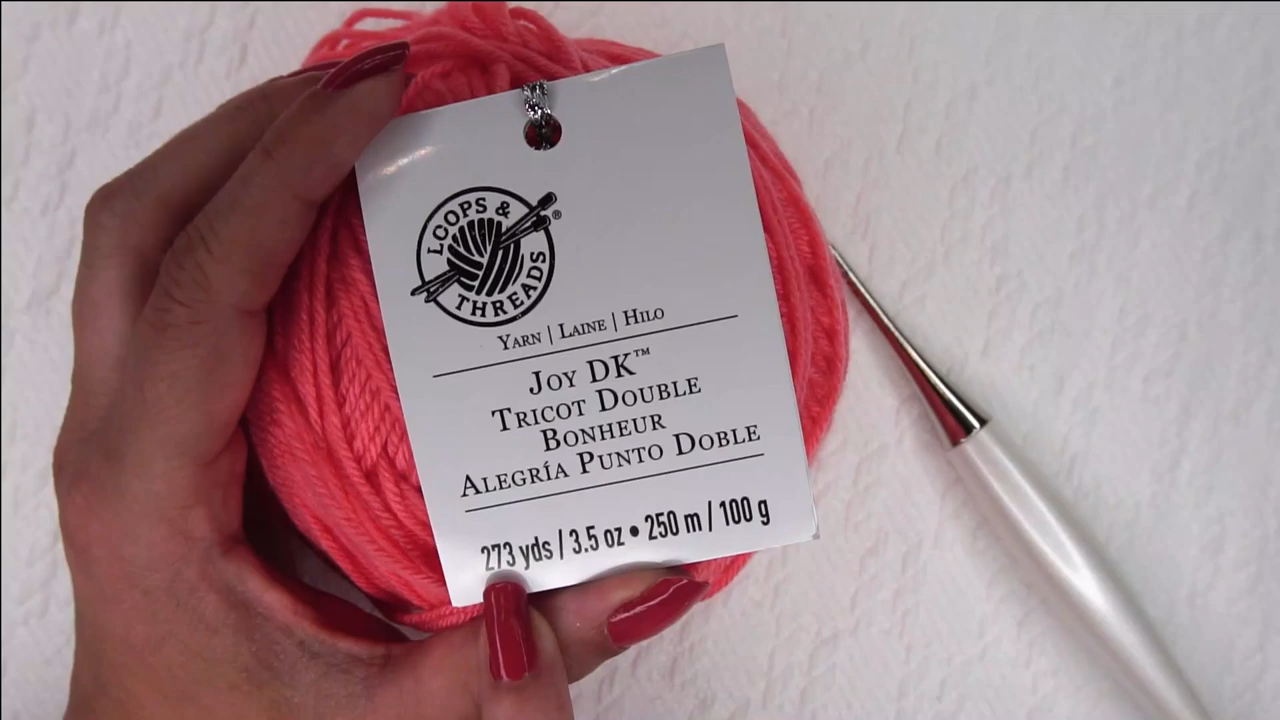 LOOPS &
THREADS
®
YARN | LAINE | HILO
JOY DK™
TRICOT DOUBLE
BONHEUR
ALEGRÍA PUNTO DOBLE
273 yds / 3.5 oz • 250 m / 100 g